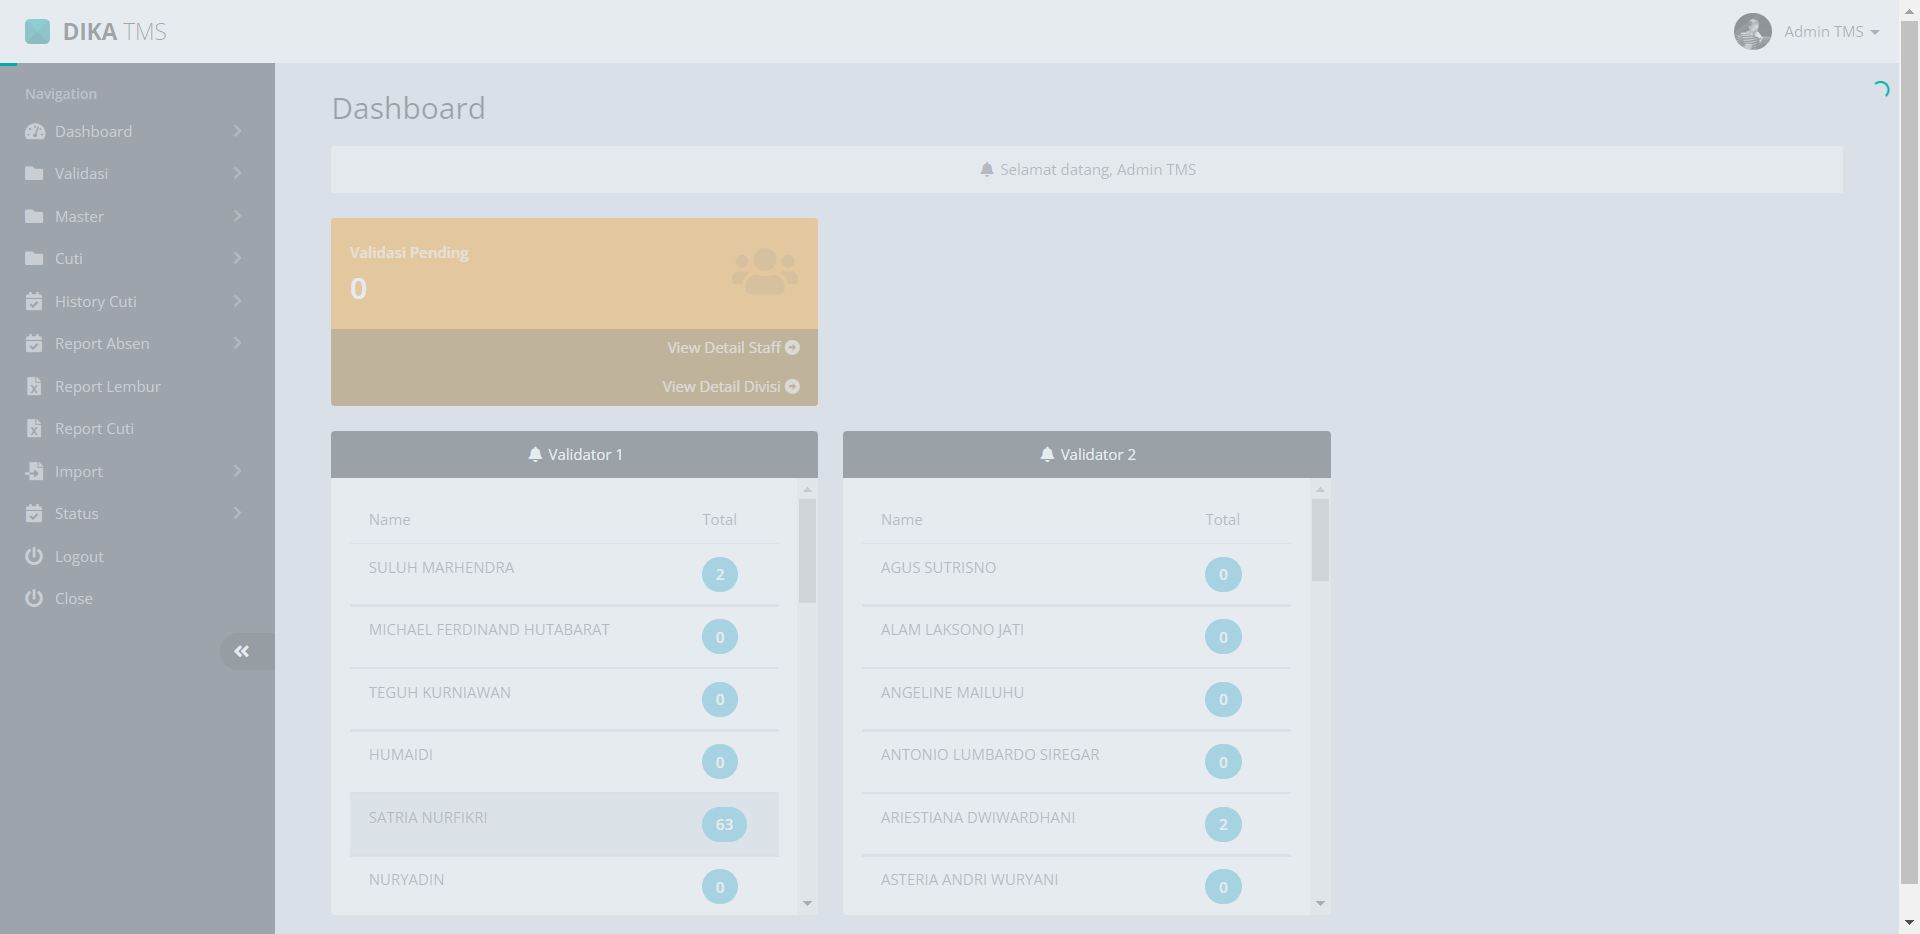 DIKA TMS
Admin TMS
Navigation
Dashboard
Validasi
Master
Cuti
History Cuti
Report Absen
Report Lembur
Report Cuti
Import
Status
Logout
Close
Dashboard
Selamat datang, Admin TMS
Validasi Pending
0
View Detail Staff
View Detail Divisi
Validator 1
Name Total
SULUH MARHENDRA 2
MICHAEL FERDINAND HUTABARAT 0
TEGUH KURNIAWAN 0
HUMAIDI 0
SATRIA NURFIKRI 63
NURYADIN 0
Validator 2
Name Total
AGUS SUTRISNO 0
ALAM LAKSONO JATI 0
ANGELINE MAILUHU 0
ANTONIO LUMBARDO SIREGAR 0
ARIESTIANA DWIWARDHANI 2
ASTERIA ANDRI WURYANI 0